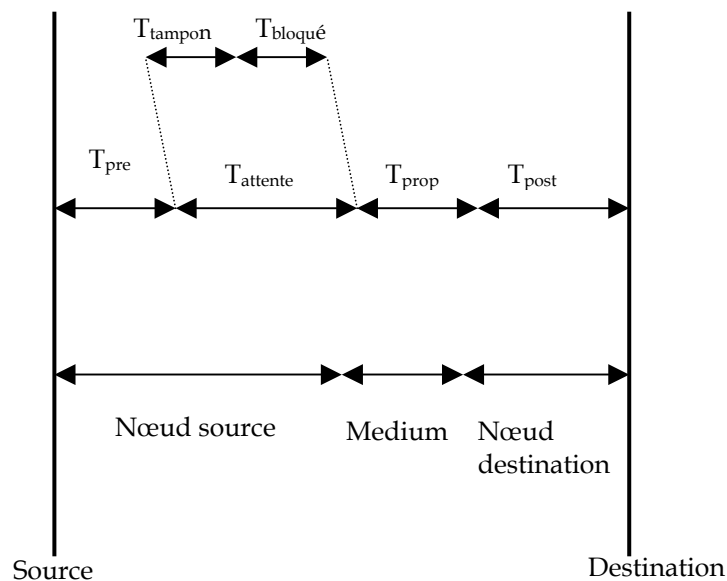 Ttampon Tbloqué
Tpre Tattente Tprop Tpost
Nœud source Medium Nœud
destination
Source Destination